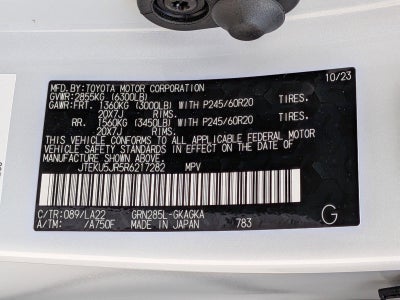 MFD.BY:TOYOTA MOTOR CORPORATION 10/23
GVWR:2855KG (6300LB)
GAWR:FRT. 1360KG (3000LB) WITH P245/60R20 TIRES.
20X7J RIMS.
RR. 1560KG (3450LB) WITH P245/60R20 TIRES.
20X7J RIMS.
THIS VEHICLE CONFORMS TO ALL APPLICABLE FEDERAL MOTOR
VEHICLE SAFETY STANDARDS IN EFFECT ON THE DATE OF
MANUFACTURE SHOWN ABOVE.
JTEKU5JR5R6217282 MPV
C/TR:089/LA22 GRN285L-GKAGKA G
A/TM: /A750F MADE IN JAPAN 783